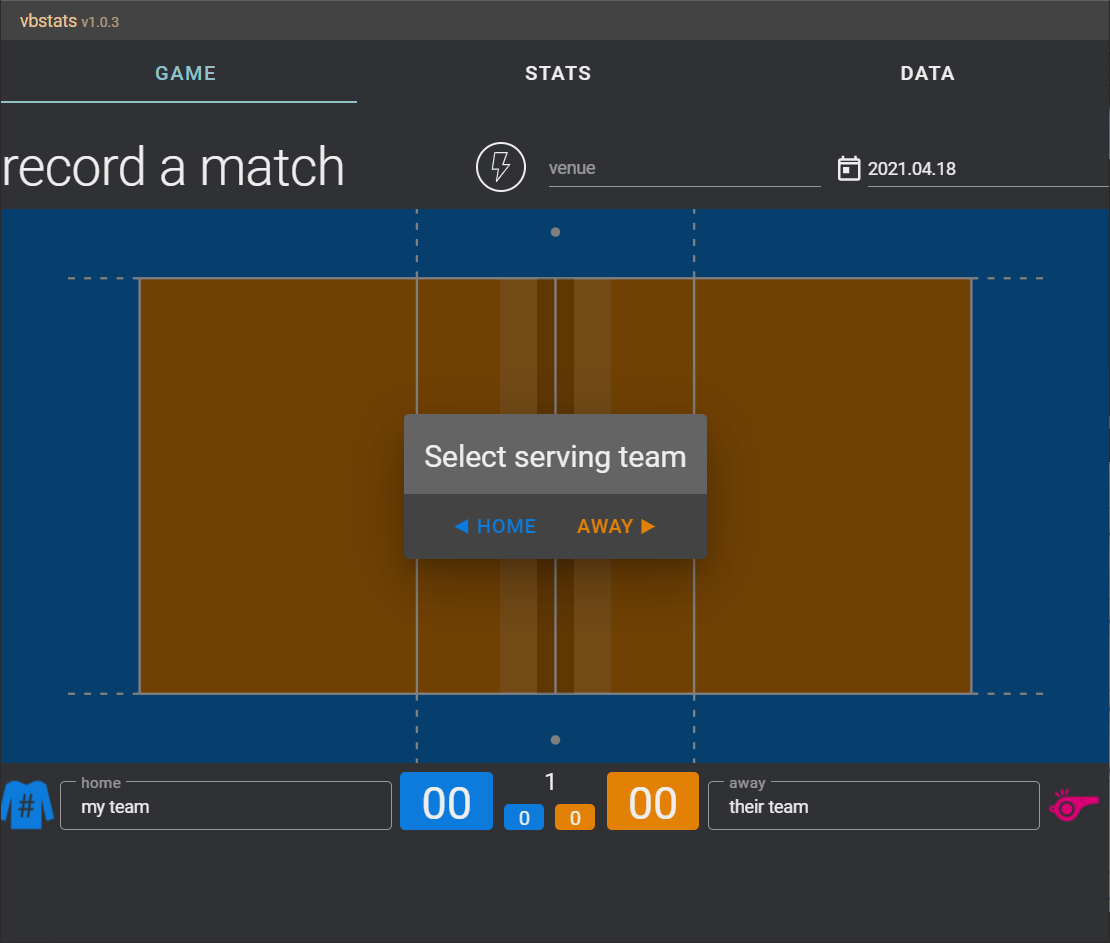 vbstats v1.0.3
GAME STATS DATA
record a match venue 2021.04.18
Select serving team
◀ HOME AWAY ▶
home 1 away
# my team 00 0 0 00 their team